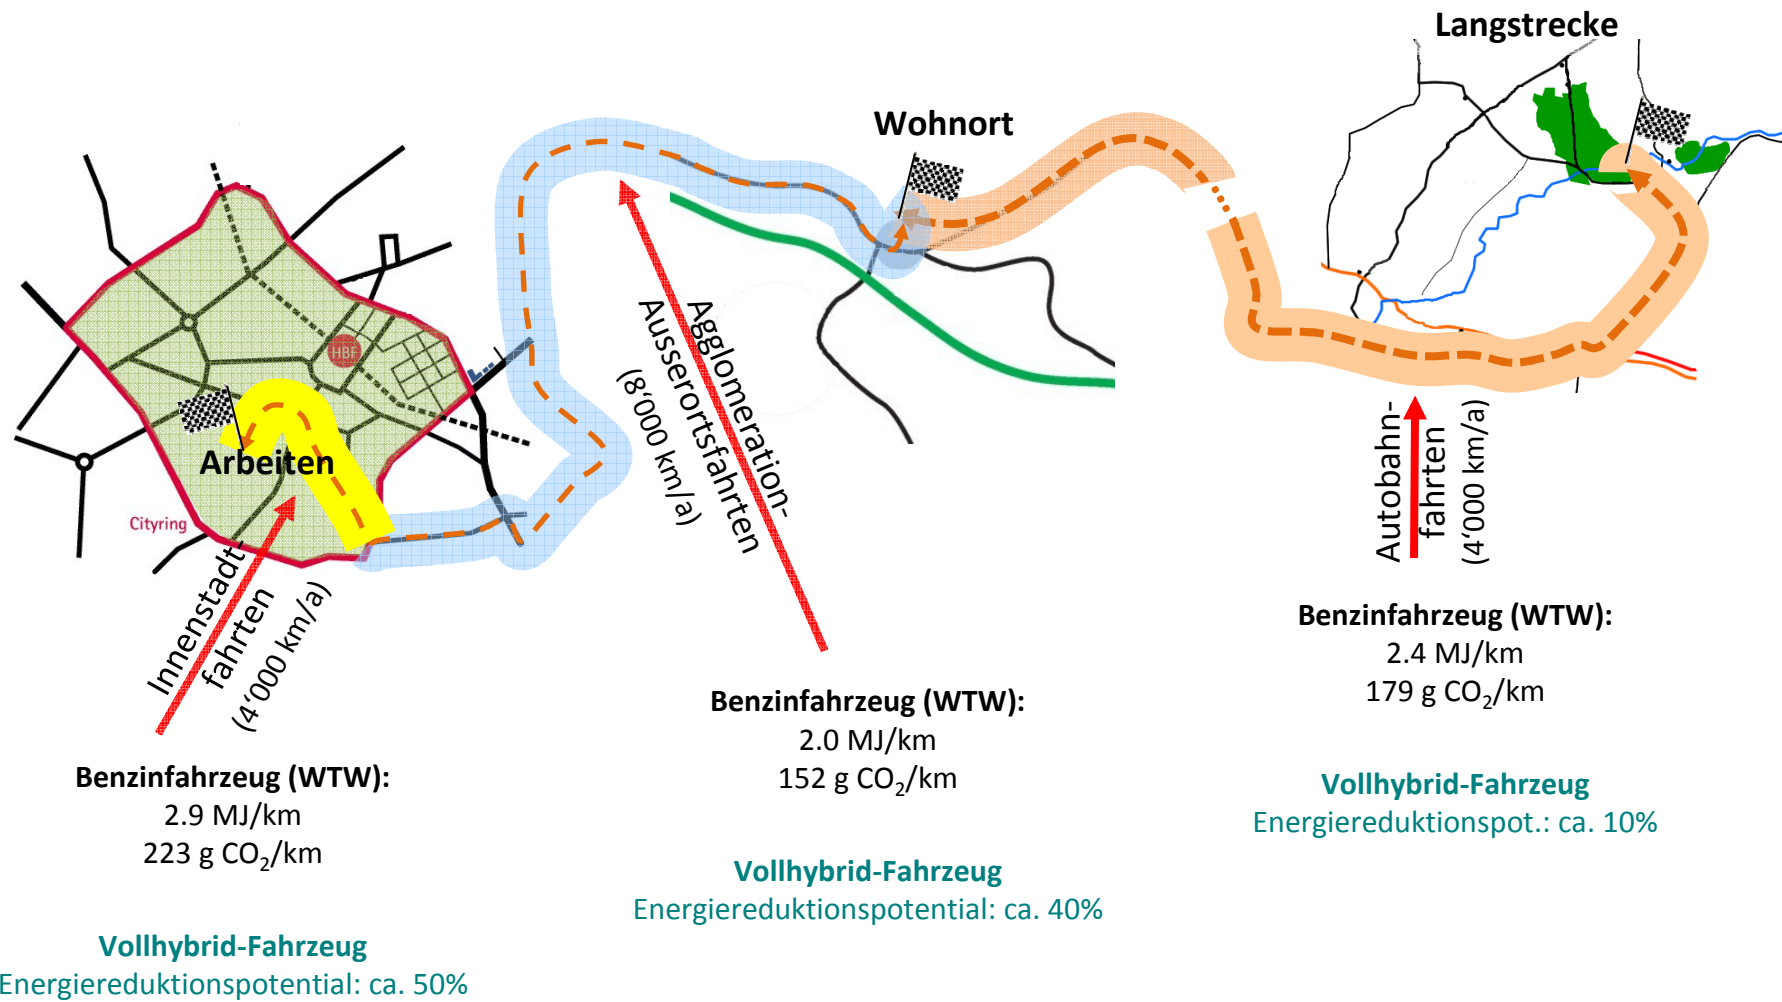 Langstrecke
Wohnort
HBF
Arbeiten
Cityring
Innenstadt-
fahrten
(4‘000 km/a)
Agglomeration-
Ausserortsfahrten
(8‘000 km/a)
Autobahn-
fahrten
(4‘000 km/a)
Benzinfahrzeug (WTW):
2.9 MJ/km
223 g CO₂/km
Vollhybrid-Fahrzeug
Energiereduktionspotential: ca. 50%
Benzinfahrzeug (WTW):
2.0 MJ/km
152 g CO₂/km
Vollhybrid-Fahrzeug
Energiereduktionspotential: ca. 40%
Benzinfahrzeug (WTW):
2.4 MJ/km
179 g CO₂/km
Vollhybrid-Fahrzeug
Energiereduktionspot.: ca. 10%